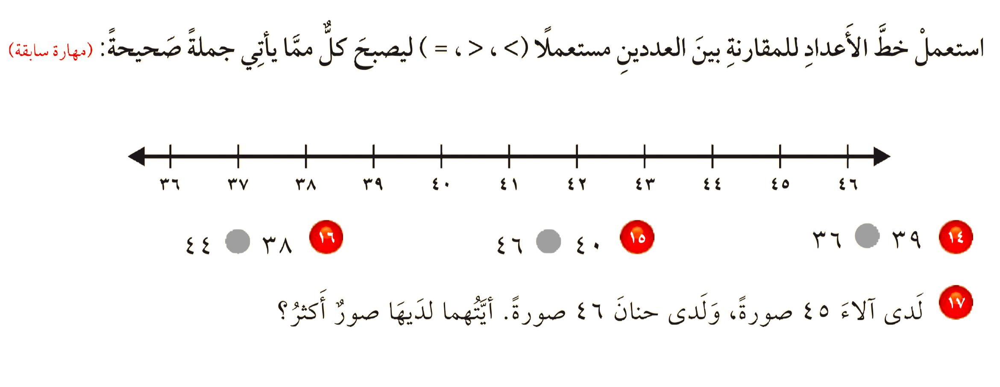 استعملْ خطَّ الأَعدادِ للمقارنةِ بينَ العددينِ مستعملًا (> ، < ، = ) ليصبحَ كلٌّ ممَّا يأتِي جملةً صَحيحةً: (مهارة سابقة)
٣٦ ٣٧ ٣٨ ٣٩ ٤٠ ٤١ ٤٢ ٤٣ ٤٤ ٤٥ ٤٦
١٤ ٣٩ ● ٣٦ ١٥ ٤٠ ● ٤٦ ١٦ ٣٨ ● ٤٤
١٧ لَدى آلاءَ ٤٥ صورةً، وَلَدى حنانَ ٤٦ صورةً. أيَّتُهما لدَيهَا صورٌ أَكثرُ؟